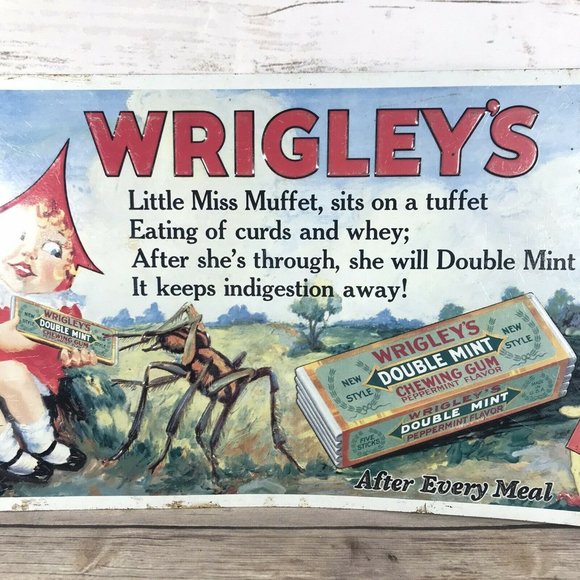 WRIGLEY'S
Little Miss Muffet, sits on a tuffet
Eating of curds and whey;
After she's through, she will Double Mint
It keeps indigestion away!
WRIGLEY'S
DOUBLE MINT
CHEWING GUM
WRIGLEY'S
DOUBLE MINT
CHEWING GUM
PEPPERMINT FLAVOR
NEW
STYLE
NEW
STYLE
WRIGLEY'S
DOUBLE MINT
PEPPERMINT FLAVOR
FIVE
STICKS
After Every Meal